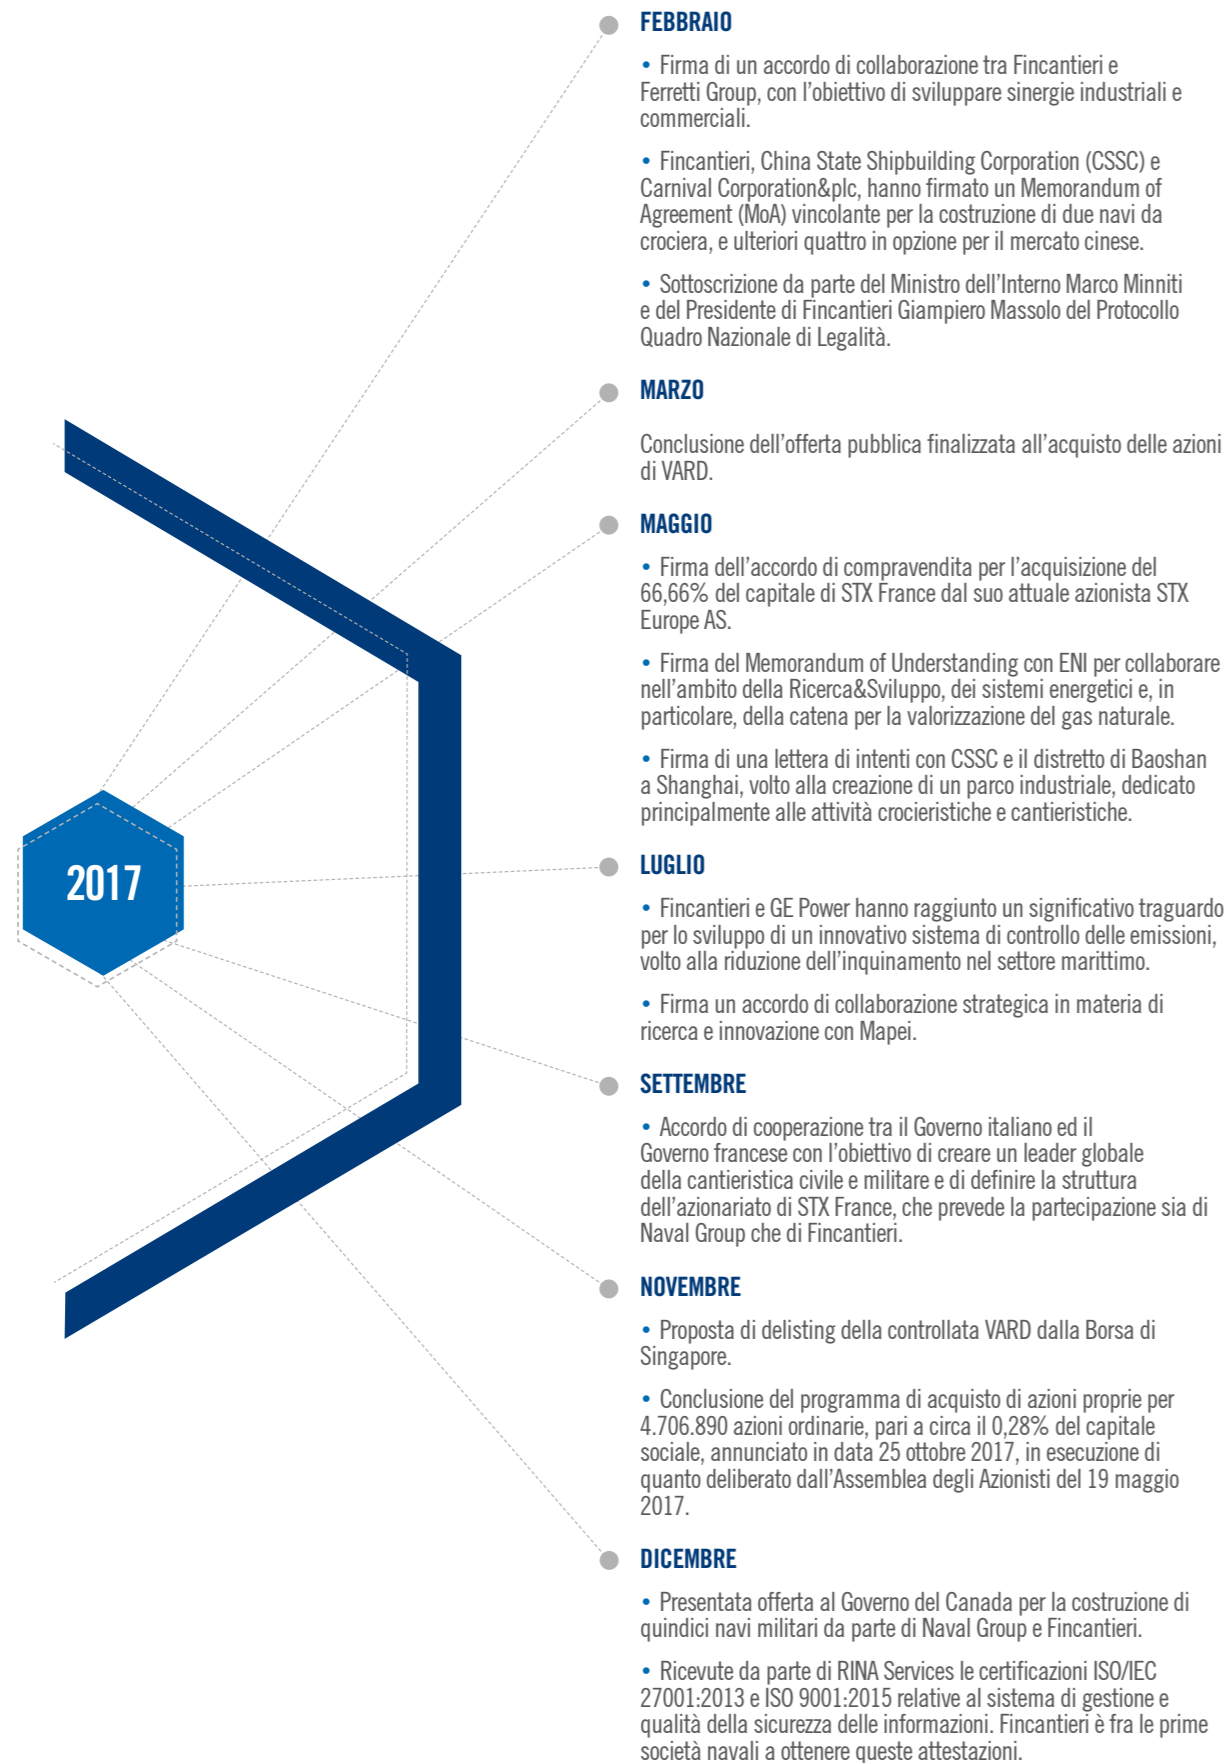 FEBBRAIO
• Firma di un accordo di collaborazione tra Fincantieri e
Ferretti Group, con l'obiettivo di sviluppare sinergie industriali e
commerciali.
• Fincantieri, China State Shipbuilding Corporation (CSSC) e
Carnival Corporation&plc, hanno firmato un Memorandum of
Agreement (MoA) vincolante per la costruzione di due navi da
crociera, e ulteriori quattro in opzione per il mercato cinese.
• Sottoscrizione da parte del Ministro dell'Interno Marco Minniti
e del Presidente di Fincantieri Giampiero Massolo del Protocollo
Quadro Nazionale di Legalità.
MARZO
Conclusione dell'offerta pubblica finalizzata all'acquisto delle azioni
di VARD.
MAGGIO
• Firma dell'accordo di compravendita per l'acquisizione del
66,66% del capitale di STX France dal suo attuale azionista STX
Europe AS.
• Firma del Memorandum of Understanding con ENI per collaborare
nell'ambito della Ricerca&Sviluppo, dei sistemi energetici e, in
particolare, della catena per la valorizzazione del gas naturale.
• Firma di una lettera di intenti con CSSC e il distretto di Baoshan
a Shanghai, volto alla creazione di un parco industriale, dedicato
principalmente alle attività crocieristiche e cantieristiche.
2017
LUGLIO
• Fincantieri e GE Power hanno raggiunto un significativo traguardo
per lo sviluppo di un innovativo sistema di controllo delle emissioni,
volto alla riduzione dell'inquinamento nel settore marittimo.
• Firma un accordo di collaborazione strategica in materia di
ricerca e innovazione con Mapei.
SETTEMBRE
• Accordo di cooperazione tra il Governo italiano ed il
Governo francese con l'obiettivo di creare un leader globale
della cantieristica civile e militare e di definire la struttura
dell'azionariato di STX France, che prevede la partecipazione sia di
Naval Group che di Fincantieri.
NOVEMBRE
• Proposta di delisting della controllata VARD dalla Borsa di
Singapore.
• Conclusione del programma di acquisto di azioni proprie per
4.706.890 azioni ordinarie, pari a circa il 0,28% del capitale
sociale, annunciato in data 25 ottobre 2017, in esecuzione di
quanto deliberato dall'Assemblea degli Azionisti del 19 maggio
2017.
DICEMBRE
• Presentata offerta al Governo del Canada per la costruzione di
quindici navi militari da parte di Naval Group e Fincantieri.
• Ricevute da parte di RINA Services le certificazioni ISO/IEC
27001:2013 e ISO 9001:2015 relative al sistema di gestione e
qualità della sicurezza delle informazioni. Fincantieri è fra le prime
società navali a ottenere queste attestazioni.